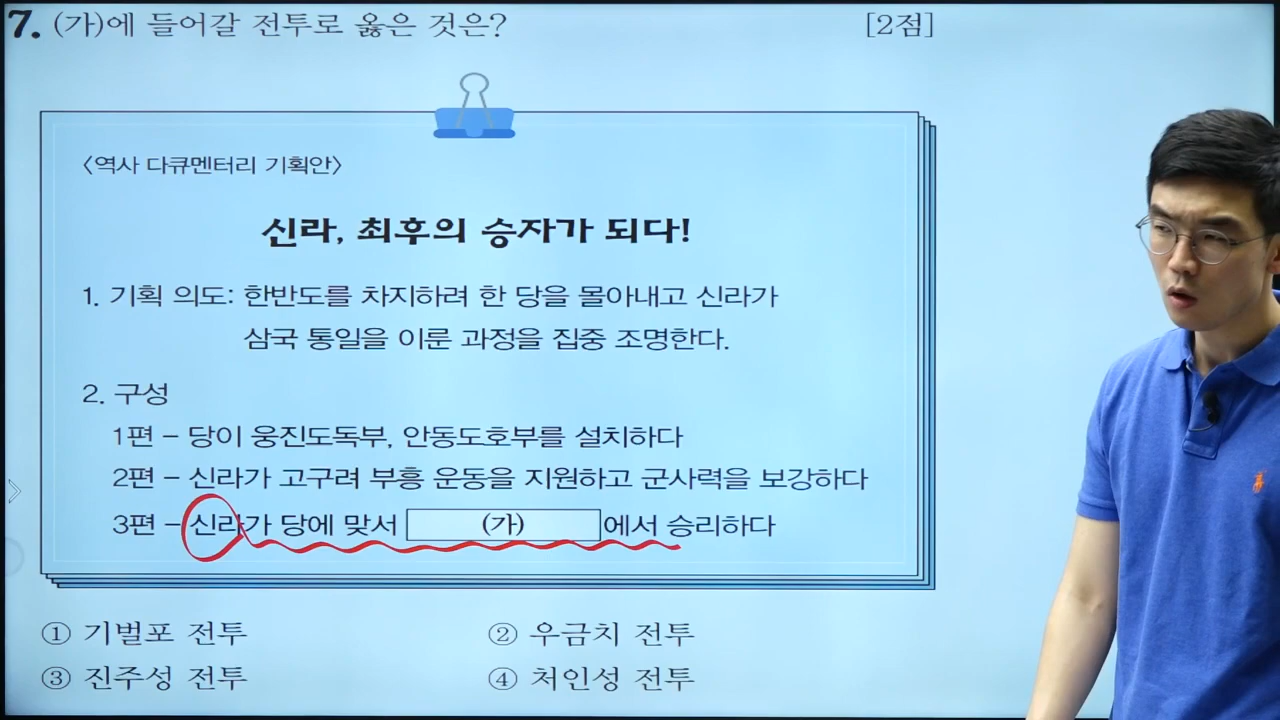 7. (가)에 들어갈 전투로 옳은 것은? [2점]
〈역사 다큐멘터리 기획안〉
신라, 최후의 승자가 되다!
1. 기획 의도: 한반도를 차지하려 한 당을 몰아내고 신라가
삼국 통일을 이룬 과정을 집중 조명한다.
2. 구성
1편 – 당이 웅진도독부, 안동도호부를 설치하다
2편 – 신라가 고구려 부흥 운동을 지원하고 군사력을 보강하다
3편 – 신라가 당에 맞서 (가) 에서 승리하다
① 기벌포 전투 ② 우금치 전투
③ 진주성 전투 ④ 처인성 전투